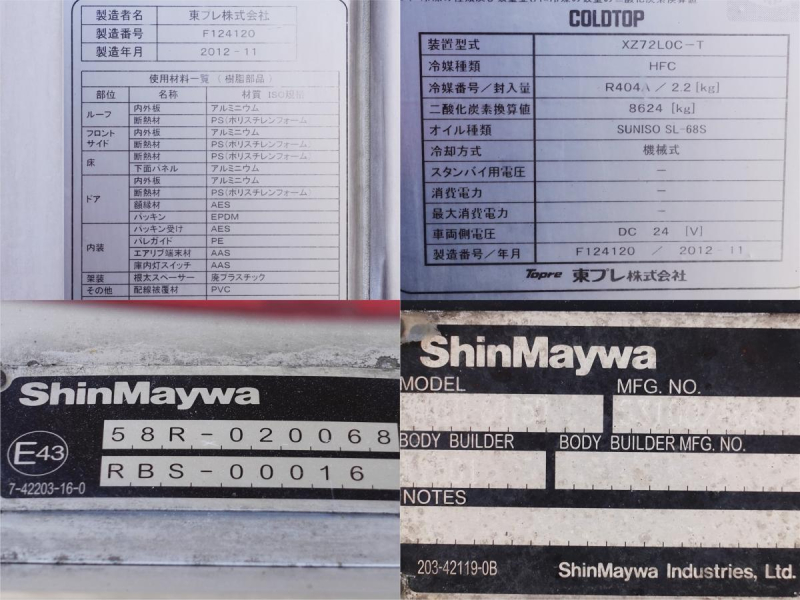 製造者名 東プレ株式会社
製造番号 F124120
製造年月 2012-11
使用材料一覧(樹脂部品)
部位 名称 材質
ルーフ 内外板 アルミニウム
断熱材 PS(ポリスチレンフォーム)
フロント サイド 内外板 アルミニウム
断熱材 PS(ポリスチレンフォーム)
床 断熱材 PS(ポリスチレンフォーム)
下面パネル アルミニウム
ドア 内外板 アルミニウム
断熱材 PS(ポリスチレンフォーム)
額縁材 AES
パッキン EPDM
内装 パッキン受け AES
バレガイド PE
エアリブ端末材 AAS
庫内灯スイッチ AAS
架装 根太スペーサー 廃プラスチック
その他 配線被覆材 PVC
COLDTOP
装置型式 XZ72L0C-T
冷媒種類 HFC
冷媒番号/封入量 R404A / 2.2 [kg]
二酸化炭素換算値 8624 [kg]
オイル種類 SUNISO SL-68S
冷却方式 機械式
スタンバイ用電圧 -
消費電力 -
最大消費電力 -
車両側電圧 DC 24 [V]
製造番号/年月 F124120 / 2012-11
Topre 東プレ株式会社
ShinMaywa
E43
58R-020068
RBS-00016
7-42203-16-0
ShinMaywa
MODEL MFG. NO.
BODY BUILDER BODY BUILDER MFG. NO.
NOTES
203-42119-0B ShinMaywa Industries, Ltd.